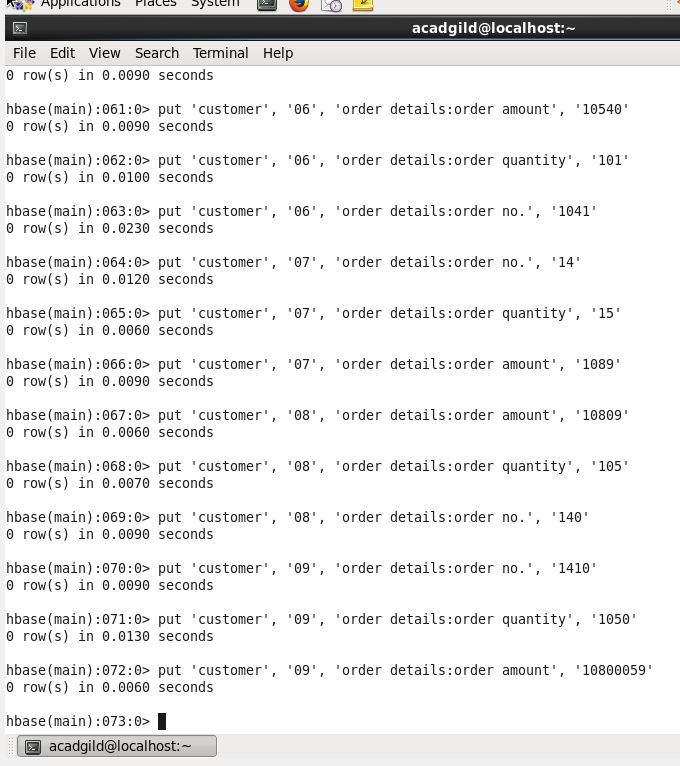 Applications Places System
acadgild@localhost:~
File Edit View Search Terminal Help
0 row(s) in 0.0090 seconds
hbase(main):061:0> put 'customer', '06', 'order details:order amount', '10540'
0 row(s) in 0.0090 seconds
hbase(main):062:0> put 'customer', '06', 'order details:order quantity', '101'
0 row(s) in 0.0100 seconds
hbase(main):063:0> put 'customer', '06', 'order details:order no.', '1041'
0 row(s) in 0.0230 seconds
hbase(main):064:0> put 'customer', '07', 'order details:order no.', '14'
0 row(s) in 0.0120 seconds
hbase(main):065:0> put 'customer', '07', 'order details:order quantity', '15'
0 row(s) in 0.0060 seconds
hbase(main):066:0> put 'customer', '07', 'order details:order amount', '1089'
0 row(s) in 0.0090 seconds
hbase(main):067:0> put 'customer', '08', 'order details:order amount', '10809'
0 row(s) in 0.0060 seconds
hbase(main):068:0> put 'customer', '08', 'order details:order quantity', '105'
0 row(s) in 0.0070 seconds
hbase(main):069:0> put 'customer', '08', 'order details:order no.', '140'
0 row(s) in 0.0090 seconds
hbase(main):070:0> put 'customer', '09', 'order details:order no.', '1410'
0 row(s) in 0.0090 seconds
hbase(main):071:0> put 'customer', '09', 'order details:order quantity', '1050'
0 row(s) in 0.0130 seconds
hbase(main):072:0> put 'customer', '09', 'order details:order amount', '10800059'
0 row(s) in 0.0060 seconds
hbase(main):073:0>
acadgild@localhost:~